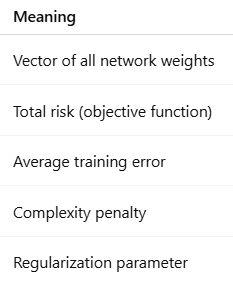 Meaning
Vector of all network weights
Total risk (objective function)
Average training error
Complexity penalty
Regularization parameter